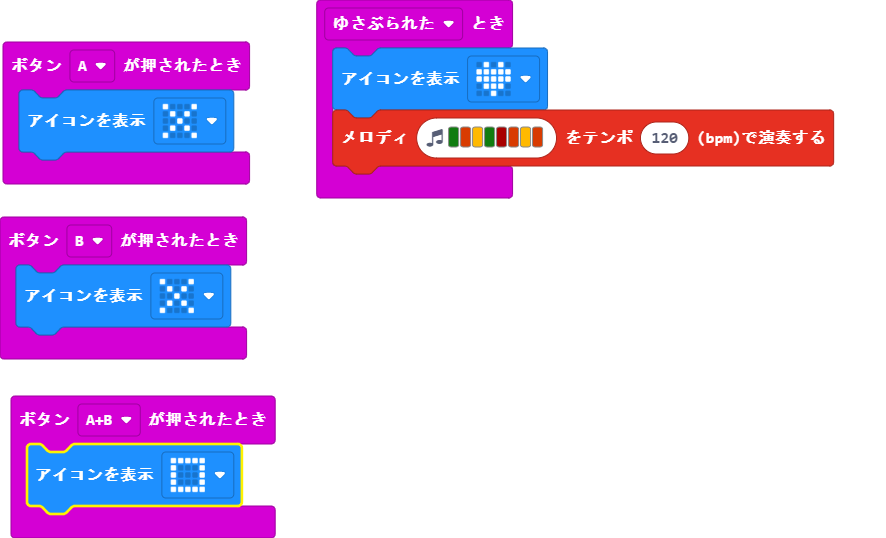 ボタン A が押されたとき
アイコンを表示
ボタン B が押されたとき
アイコンを表示
ボタン A+B が押されたとき
アイコンを表示
ゆさぶられた とき
アイコンを表示
メロディ をテンポ 120 (bpm)で演奏する